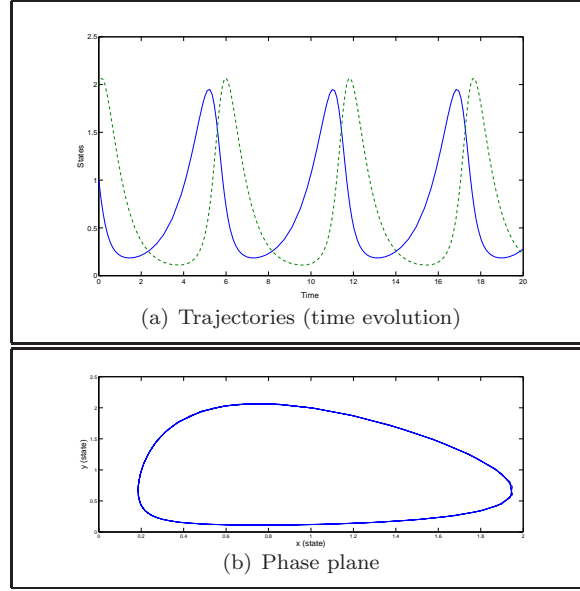 2.5
2
1.5
1
0.5
0
States
0 2 4 6 8 10 12 14 16 18 20
Time
(a) Trajectories (time evolution)
2.5
2
1.5
1
0.5
0
y (state)
0 0.2 0.4 0.6 0.8 1 1.2 1.4 1.6 1.8 2
x (state)
(b) Phase plane